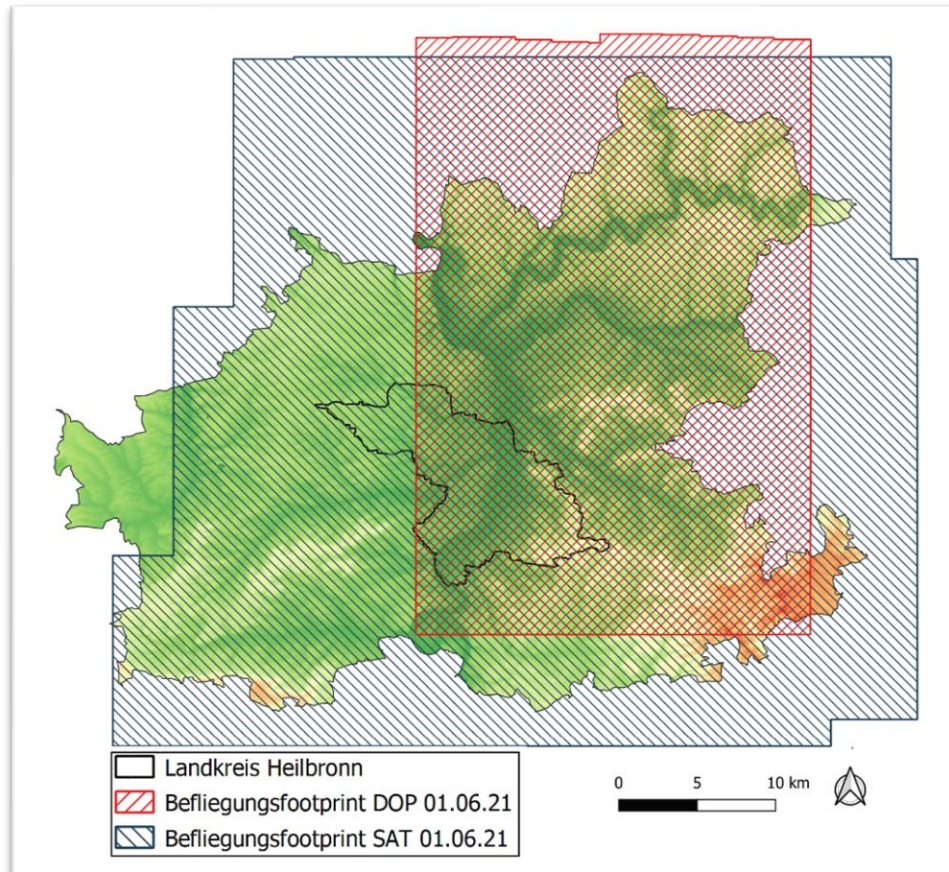 Landkreis Heilbronn
Befliegungsfootprint DOP 01.06.21
Befliegungsfootprint SAT 01.06.21
0 5 10 km